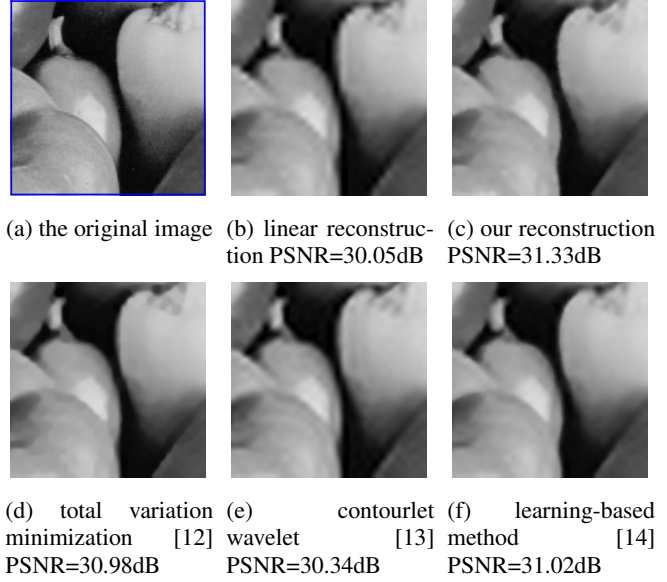 (a) the original image
(b) linear reconstruc-
tion PSNR=30.05dB
(c) our reconstruction
PSNR=31.33dB
(d) total variation
minimization [12]
PSNR=30.98dB
(e) contourlet
wavelet [13]
PSNR=30.34dB
(f) learning-based
method [14]
PSNR=31.02dB